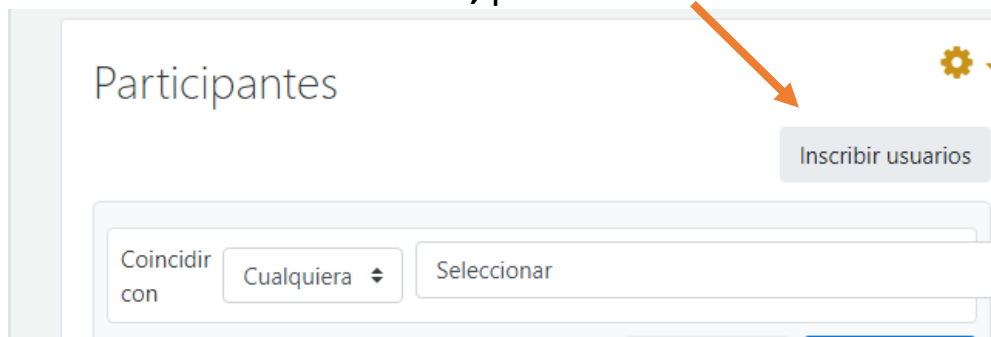 Participantes
Inscribir usuarios
Coincidir
con
Cualquiera
Seleccionar